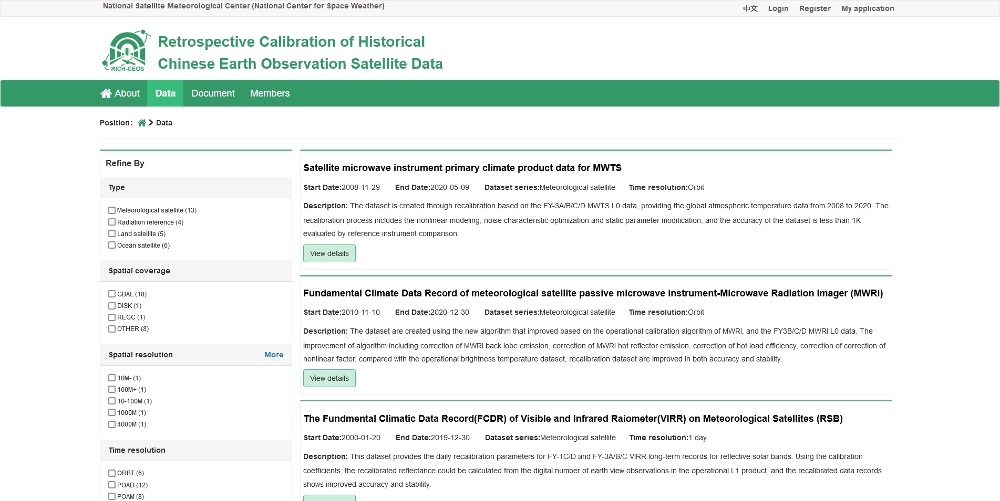 National Satellite Meteorological Center (National Center for Space Weather)
中文 Login Register My application
RICH-CEOS
Retrospective Calibration of Historical
Chinese Earth Observation Satellite Data
About Data Document Members
Position: Data
Refine By
Type
Meteorological satellite (13)
Radiation reference (4)
Land satellite (5)
Ocean satellite (6)
Spatial coverage
GBAL (18)
DISK (1)
REGC (1)
OTHER (8)
Spatial resolution More
10M- (1)
100M+ (1)
10-100M (1)
1000M (1)
4000M (1)
Time resolution
ORBT (6)
POAD (12)
POAM (8)
Satellite microwave instrument primary climate product data for MWTS
Start Date:2008-11-29 End Date:2020-05-09 Dataset series:Meteorological satellite Time resolution:Orbit
Description: The dataset is created through recalibration based on the FY-3A/B/C/D MWTS L0 data, providing the global atmospheric temperature data from 2008 to 2020. The
recalibration process includes the nonlinear modeling, noise characteristic optimization and static parameter modification, and the accuracy of the dataset is less than 1K
evaluated by reference instrument comparison.
View details
Fundamental Climate Data Record of meteorological satellite passive microwave instrument-Microwave Radiation Imager (MWRI)
Start Date:2010-11-10 End Date:2020-12-30 Dataset series:Meteorological satellite Time resolution:Orbit
Description: The dataset are created using the new algorithm that improved based on the operational calibration algorithm of MWRI, and the FY3B/C/D MWRI L0 data. The
improvement of algorithm including correction of MWRI back lobe emission, correction of MWRI hot reflector emission, correction of hot load efficiency, correction of correction of
nonlinear factor. compared with the operational brightness temperature dataset, recalibration dataset are improved in both accuracy and stability.
View details
The Fundmental Climatic Data Record(FCDR) of Visible and Infrared Raiometer(VIRR) on Meteorological Satellites (RSB)
Start Date:2000-01-20 End Date:2019-12-30 Dataset series:Meteorological satellite Time resolution:1 day
Description: This dataset provides the daily recalibration parameters for FY-1C/D and FY-3A/B/C VIRR long-term records for reflective solar bands. Using the calibration
coefficients, the recalibrated reflectance could be calculated from the digital number of earth view observations in the operational L1 product, and the recalibrated data records
shows improved accuracy and stability.